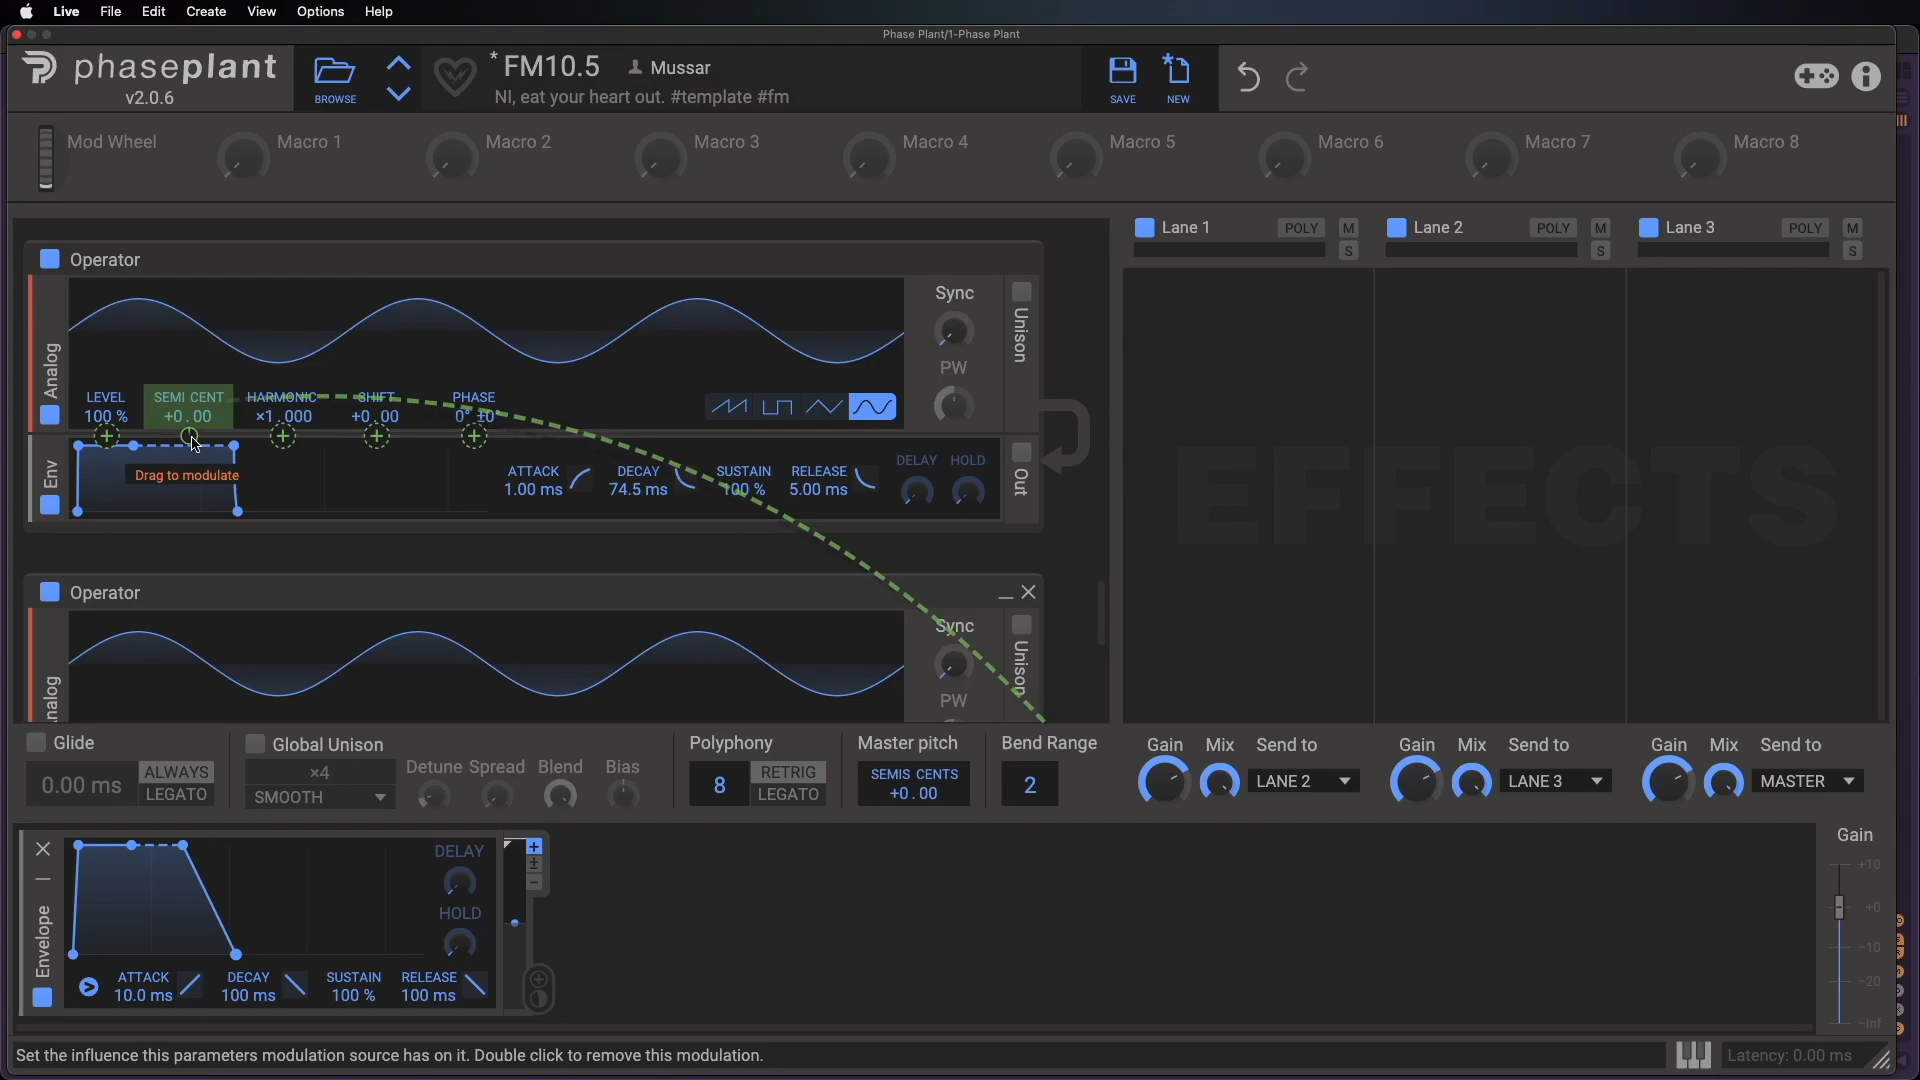 Live File Edit Create View Options Help
Phase Plant/1-Phase Plant
phaseplant
v2.0.6
BROWSE
* FM10.5 Mussar
NI, eat your heart out. #template #fm
SAVE
NEW
Mod Wheel Macro 1 Macro 2 Macro 3 Macro 4 Macro 5 Macro 6 Macro 7 Macro 8
Operator
Analog
LEVEL
100 %
SEMI CENT
+0.00
HARMONIC
×1.000
SHIFT
+0.00
PHASE
0° ±0°
Sync
PW
Unison
Env
Drag to modulate
ATTACK
1.00 ms
DECAY
74.5 ms
SUSTAIN
100 %
RELEASE
5.00 ms
DELAY HOLD
Out
Operator
nalog
Sync
PW
Unison
Lane 1 POLY M
S
Lane 2 POLY M
S
Lane 3 POLY M
S
EFFECTS
Glide
0.00 ms
ALWAYS
LEGATO
Global Unison
×4
SMOOTH
Detune Spread Blend Bias
Polyphony
8
RETRIG
LEGATO
Master pitch
SEMIS CENTS
+0.00
Bend Range
2
Gain Mix Send to
LANE 2
Gain Mix Send to
LANE 3
Gain Mix Send to
MASTER
Envelope
DELAY
HOLD
ATTACK
10.0 ms
DECAY
100 ms
SUSTAIN
100 %
RELEASE
100 ms
Gain
+10
+0
-10
-20
-inf
Set the influence this parameters modulation source has on it. Double click to remove this modulation.
Latency: 0.00 ms